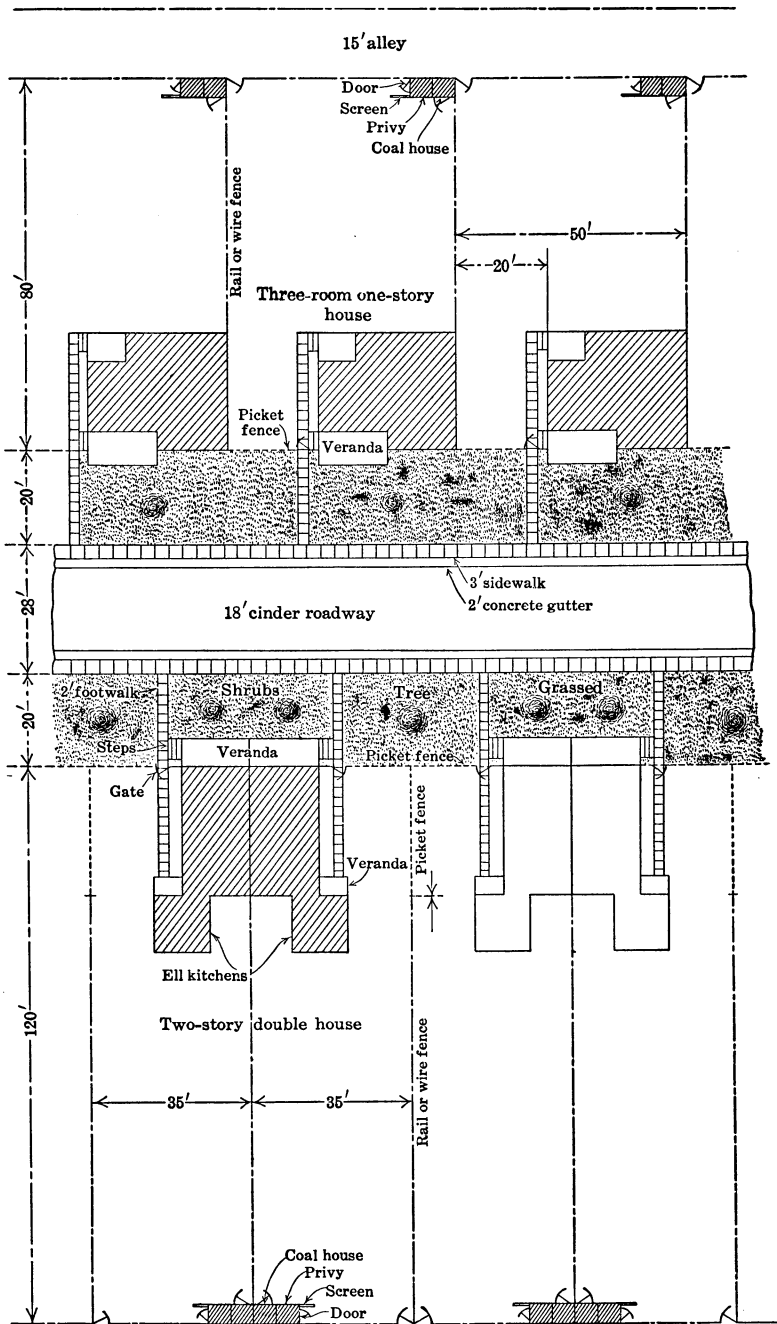 15′ alley
Door
Screen
Privy
Coal house
Rail or wire fence
50′
20′
80′
Three-room one-story
house
Picket
fence
Veranda
20′
28′
3′ sidewalk
2′ concrete gutter
18′ cinder roadway
20′
2′ footwalk
Shrubs
Tree
Grassed
Steps
Veranda
Picket fence
Gate
Picket fence
Veranda
Ell kitchens
120′
Two-story double house
35′
35′
Rail or wire fence
Coal house
Privy
Screen
Door